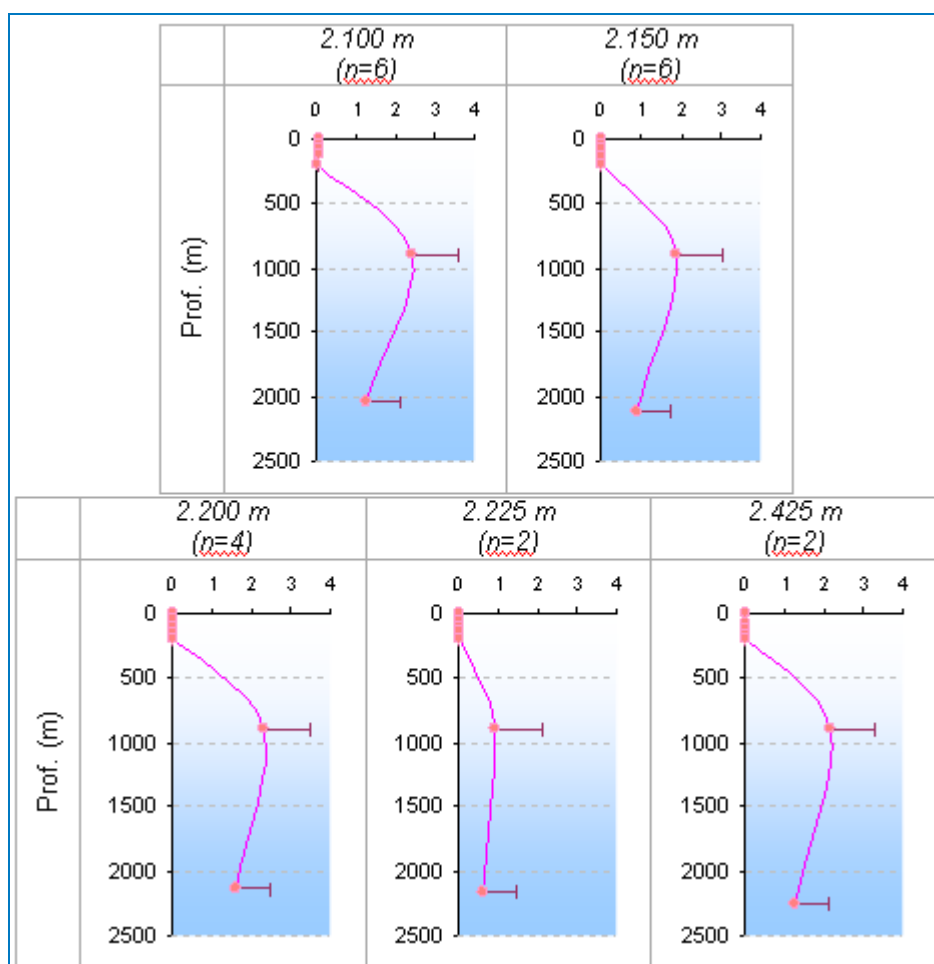 2.100 m 2.150 m
(n=6) (n=6)
0 1 2 3 4 0 1 2 3 4
0 0
500 500
Prof. (m)
1000 1000
1500 1500
2000 2000
2500 2500
2.200 m 2.225 m 2.425 m
(n=4) (n=2) (n=2)
0 1 2 3 4 0 1 2 3 4 0 1 2 3 4
0 0 0
500 500 500
Prof. (m)
1000 1000 1000
1500 1500 1500
2000 2000 2000
2500 2500 2500